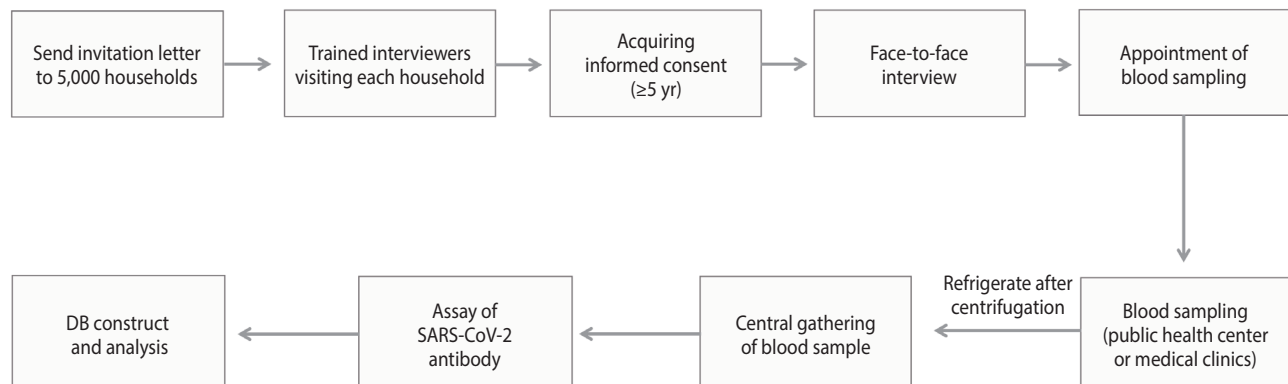 Send invitation letter
to 5,000 households
Trained interviewers
visiting each household
Acquiring
informed consent
(≥5 yr)
Face-to-face
interview
Appointment of
blood sampling
Blood sampling
(public health center
or medical clinics)
Refrigerate after
centrifugation
Central gathering
of blood sample
Assay of
SARS-CoV-2
antibody
DB construct
and analysis